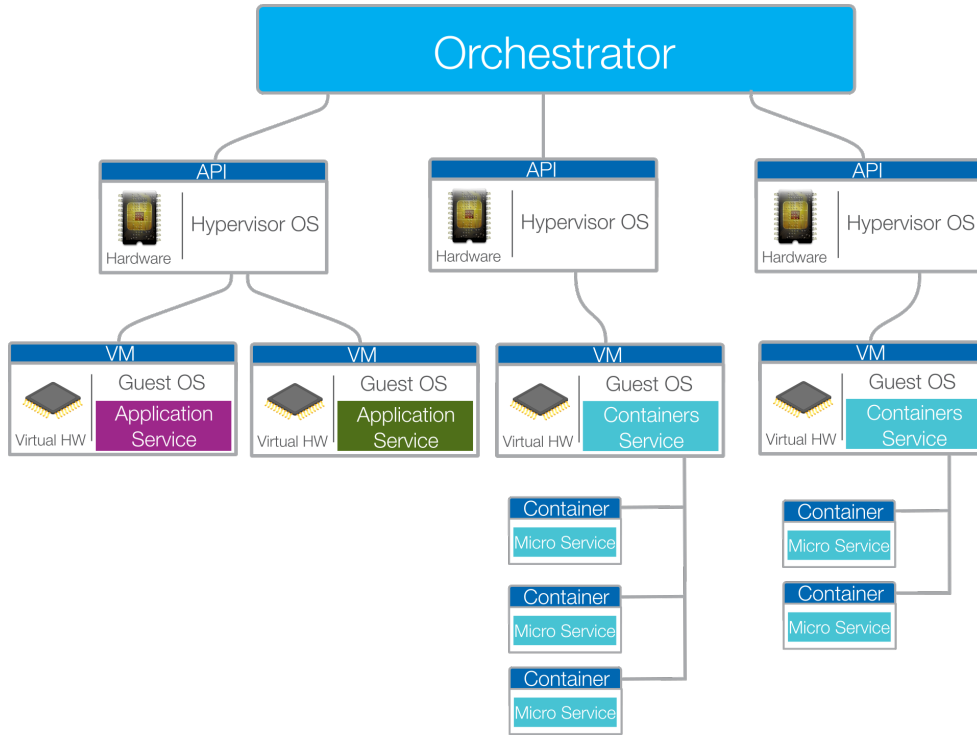 Orchestrator
API
Hardware
Hypervisor OS
API
Hardware
Hypervisor OS
API
Hardware
Hypervisor OS
VM
Virtual HW
Guest OS
Application
Service
VM
Virtual HW
Guest OS
Application
Service
VM
Virtual HW
Guest OS
Containers
Service
VM
Virtual HW
Guest OS
Containers
Service
Container
Micro Service
Container
Micro Service
Container
Micro Service
Container
Micro Service
Container
Micro Service